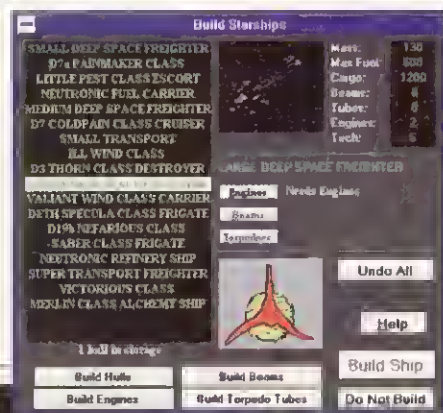 Build Starships
SMALL DEEP SPACE FREIGHTER
D7a PAINMAKER CLASS
LITTLE PEST CLASS ESCORT
NEUTRONIC FUEL CARRIER
MEDIUM DEEP SPACE FREIGHTER
D7 COLDPAIN CLASS CRUISER
SMALL TRANSPORT
ILL WIND CLASS
D3 THORN CLASS DESTROYER
VALIANT WIND CLASS CARRIER
DETH SPECULA CLASS FRIGATE
D19b NEFARIOUS CLASS
SABER CLASS FRIGATE
NEUTRONIC REFINERY SHIP
SUPER TRANSPORT FREIGHTER
VICTORIOUS CLASS
MERLIN CLASS ALCHEMY SHIP
1 hull in storage
Mass: 130
Max Fuel: 600
Cargo: 1200
Beams:
Tubes:
Engines: 2
Tech:
LARGE DEEP SPACE FREIGHTER
Engines Needs Engines
Beams
Torpedoes
Undo All
Help
Build Ship
Do Not Build
Build Hulls
Build Beams
Build Engines
Build Torpedo Tubes